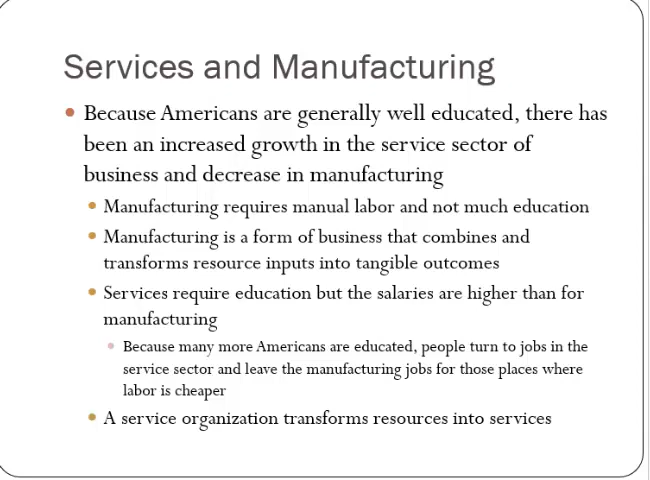 Services and Manufacturing
Because Americans are generally well educated, there has
been an increased growth in the service sector of
business and decrease in manufacturing
Manufacturing requires manual labor and not much education
Manufacturing is a form of business that combines and
transforms resource inputs into tangible outcomes
Services require education but the salaries are higher than for
manufacturing
Because many more Americans are educated, people turn to jobs in the
service sector and leave the manufacturing jobs for those places where
labor is cheaper
A service organization transforms resources into services